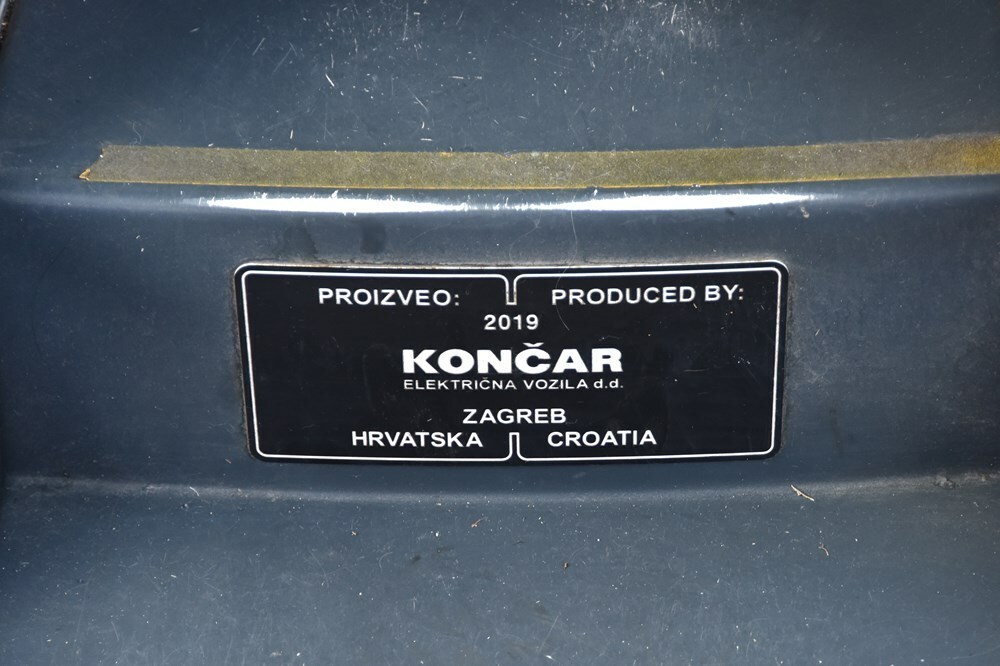 PROIZVEO: PRODUCED BY:
2019
KONČAR
ELEKTRIČNA VOZILA d.d.
ZAGREB
HRVATSKA CROATIA